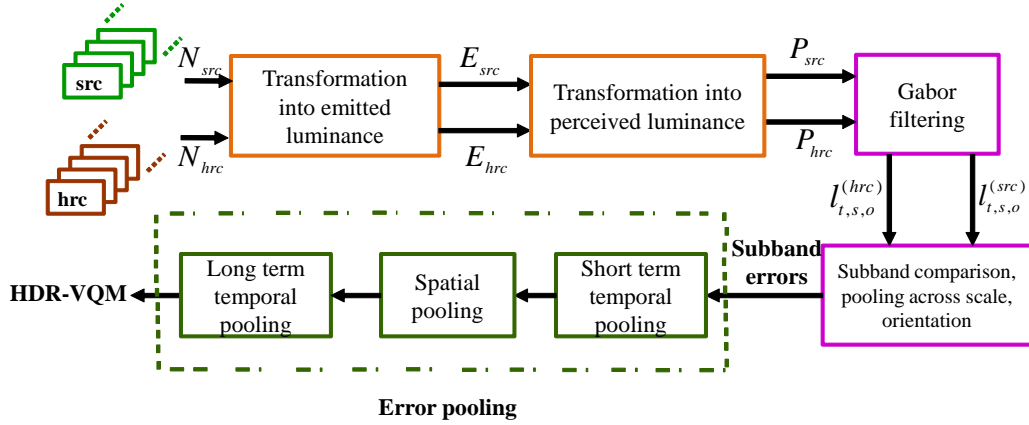 src
N_src
Transformation
into emitted
luminance
E_src
Transformation into
perceived luminance
P_src
Gabor
filtering
hrc
N_hrc
E_hrc
P_hrc
l_{t,s,o}^{(hrc)}
l_{t,s,o}^{(src)}
Subband
errors
Subband comparison,
pooling across scale,
orientation
Short term
temporal
pooling
Spatial
pooling
Long term
temporal
pooling
HDR-VQM
Error pooling